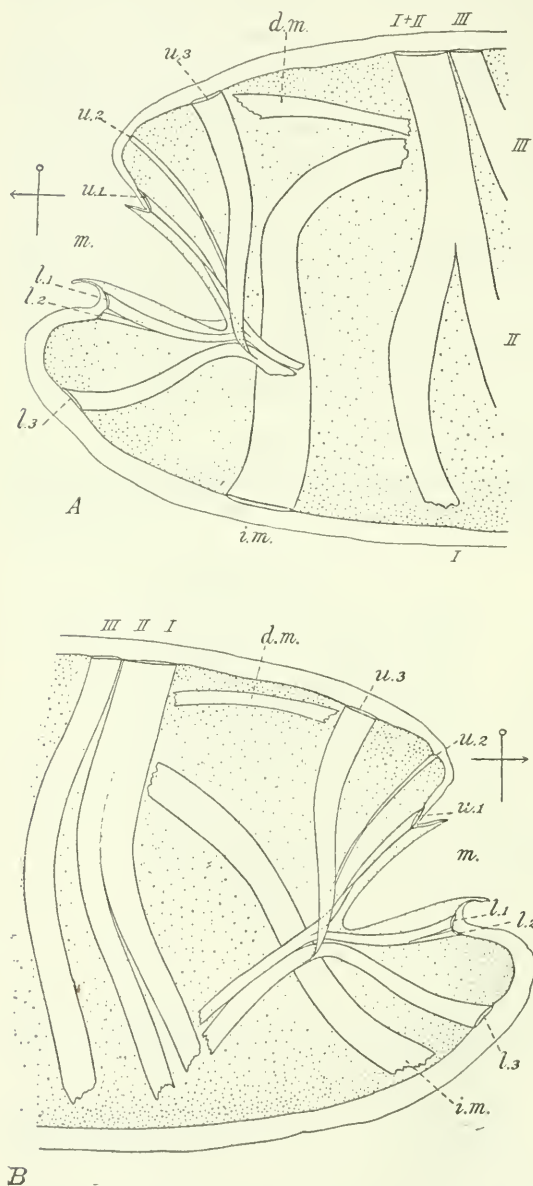 I+II III
d.m.
u.3
u.2
III
u.1
m.
l.1
l.2
II
l.3
A
i.m.
I
III II I
d.m.
u.3
u.2
u.1
m.
l.1
l.2
l.3
i.m.
B